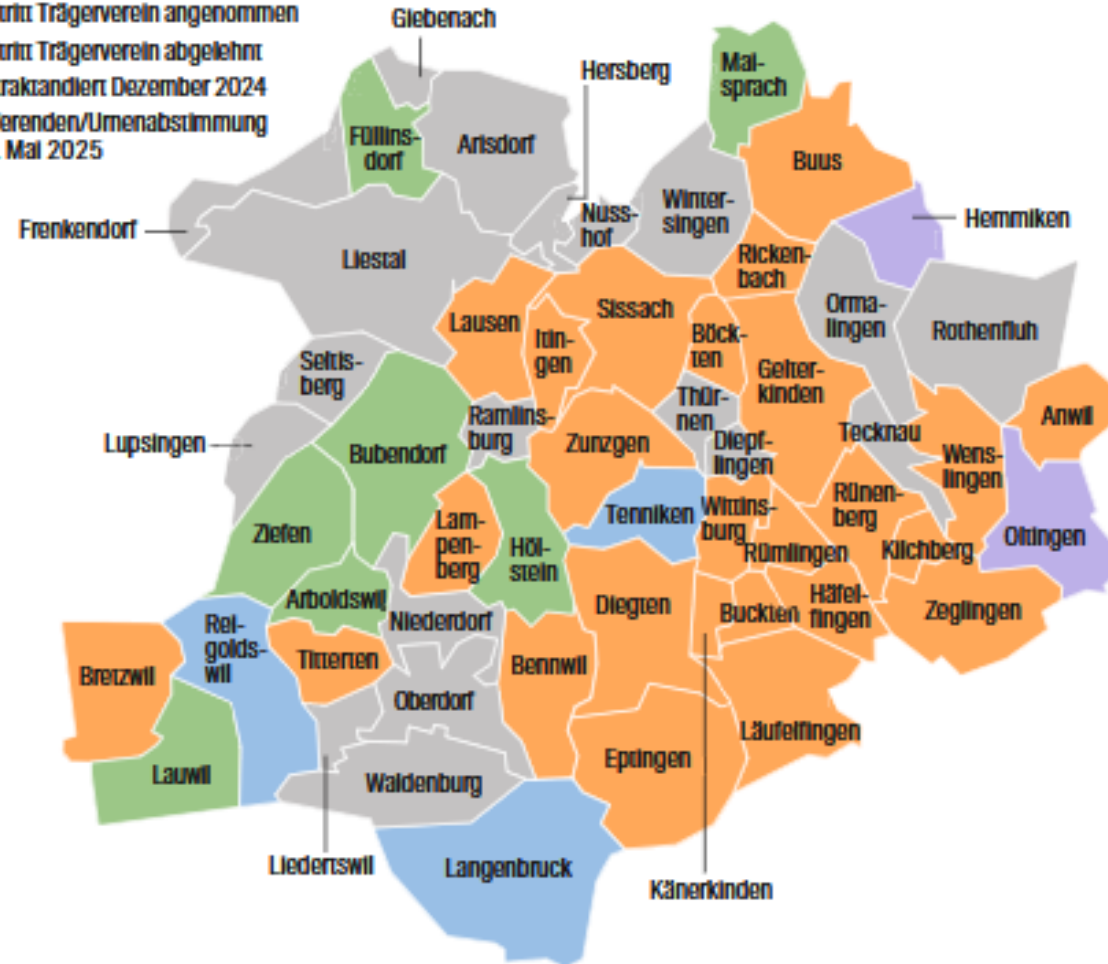 tritt Trägerverein angenommen
tritt Trägerverein abgelehnt
traktandiert Dezember 2024
erenden/Urnenabstimmung
. Mai 2025
Giebenach
Hersberg
Mai-
sprach
Füllins-
dorf
Arisdorf
Buus
Winter-
singen
Nuss-
hof
Hemmiken
Frenkendorf
Liestal
Ricken-
bach
Sissach
Orma-
lingen
Rothenfluh
Lausen
Itin-
gen
Böck-
ten
Gelter-
kinden
Seltis-
berg
Thür-
nen
Anwil
Ramlins-
burg
Lupsingen
Bubendorf
Zunzgen
Diepf-
lingen
Tecknau
Wens-
lingen
Rünen-
berg
Ziefen
Lam-
pen-
berg
Höl-
stein
Tenniken
Wittins-
burg
Rümlingen
Kilchberg
Oltingen
Arboldswil
Niederdorf
Diegten
Buckten
Häfel-
fingen
Zeglingen
Rei-
golds-
wil
Bretzwil
Titterten
Bennwil
Oberdorf
Läufelfingen
Eptingen
Lauwil
Waldenburg
Liedertswil
Langenbruck
Känerkinden